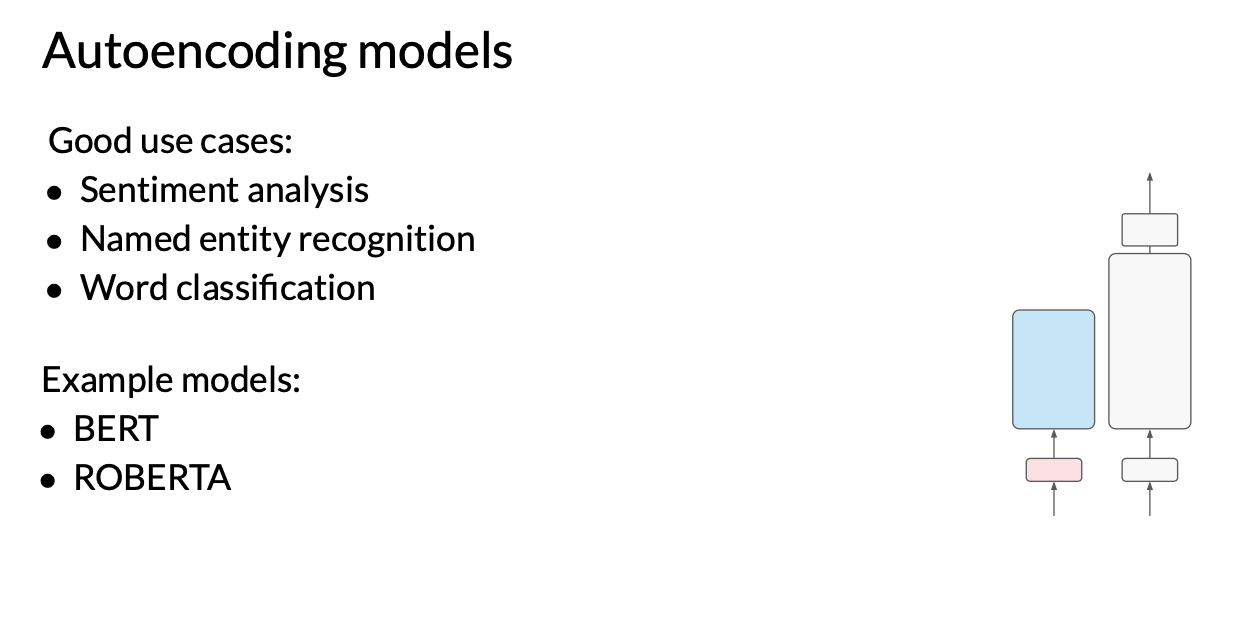 Autoencoding models
Good use cases:
● Sentiment analysis
● Named entity recognition
● Word classification
Example models:
● BERT
● ROBERTA